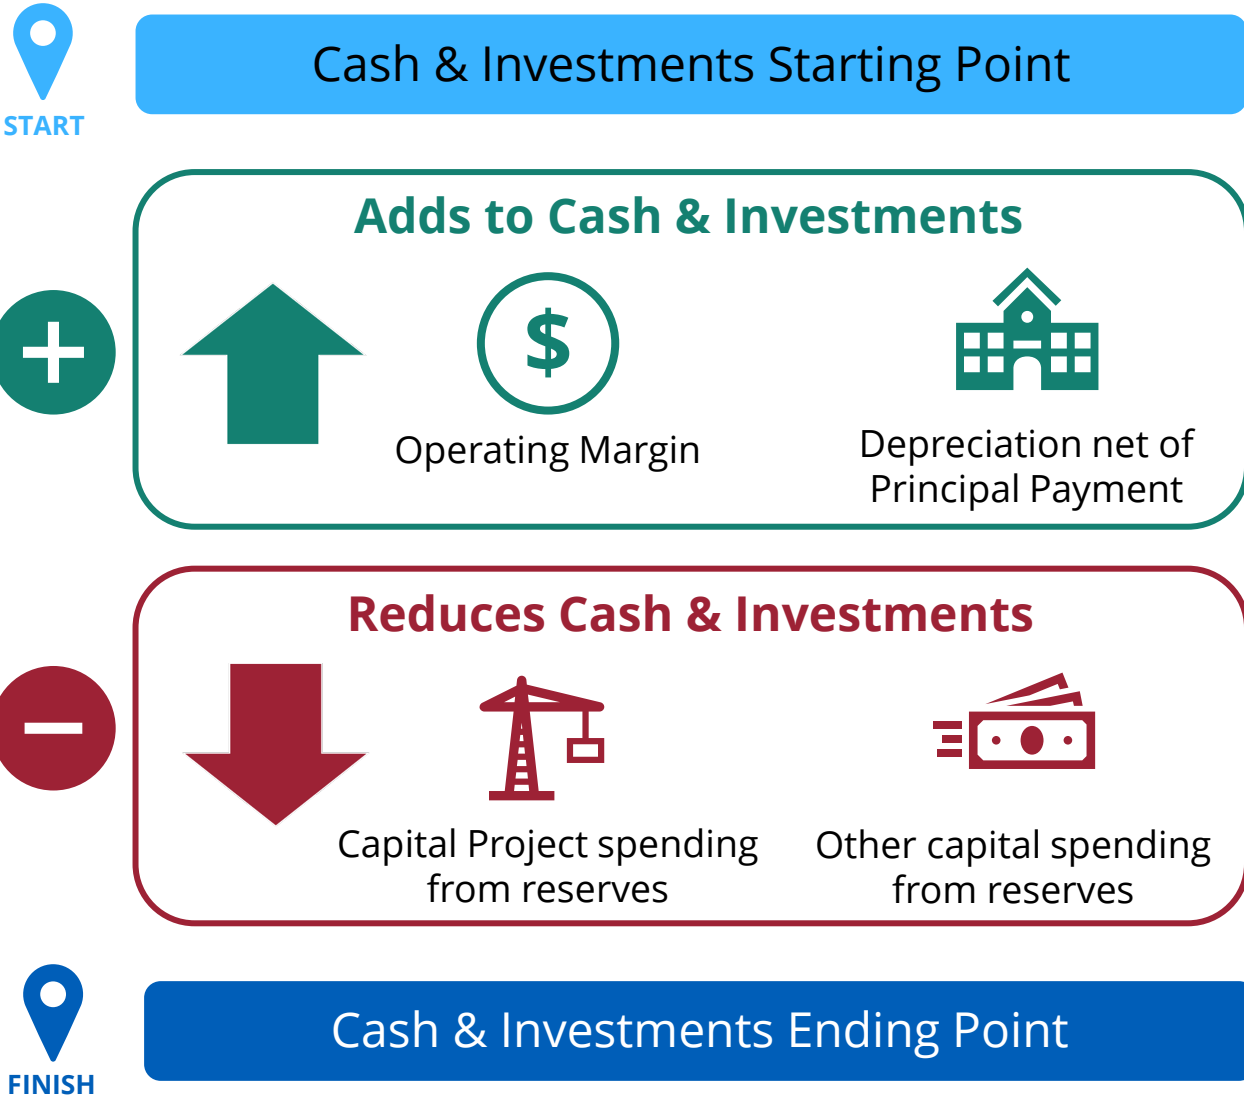 Cash & Investments Starting Point
START
Adds to Cash & Investments
$
Operating Margin
Depreciation net of
Principal Payment
Reduces Cash & Investments
Capital Project spending
from reserves
Other capital spending
from reserves
Cash & Investments Ending Point
FINISH